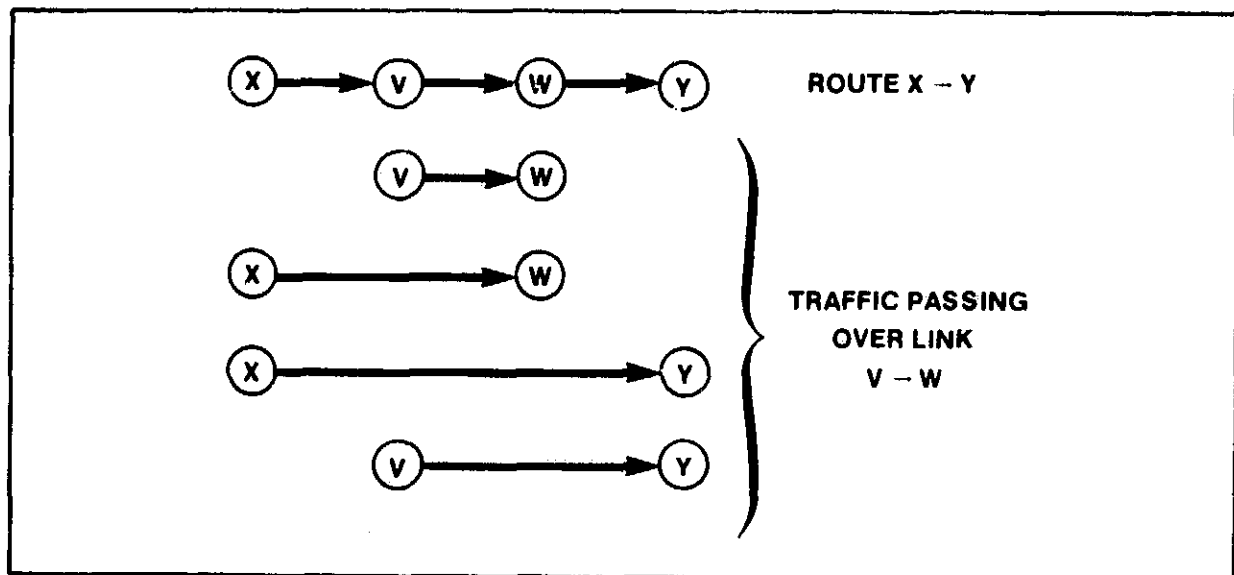 X V W Y ROUTE X – Y
V W
X W
TRAFFIC PASSING
OVER LINK
V – W
X Y
V Y